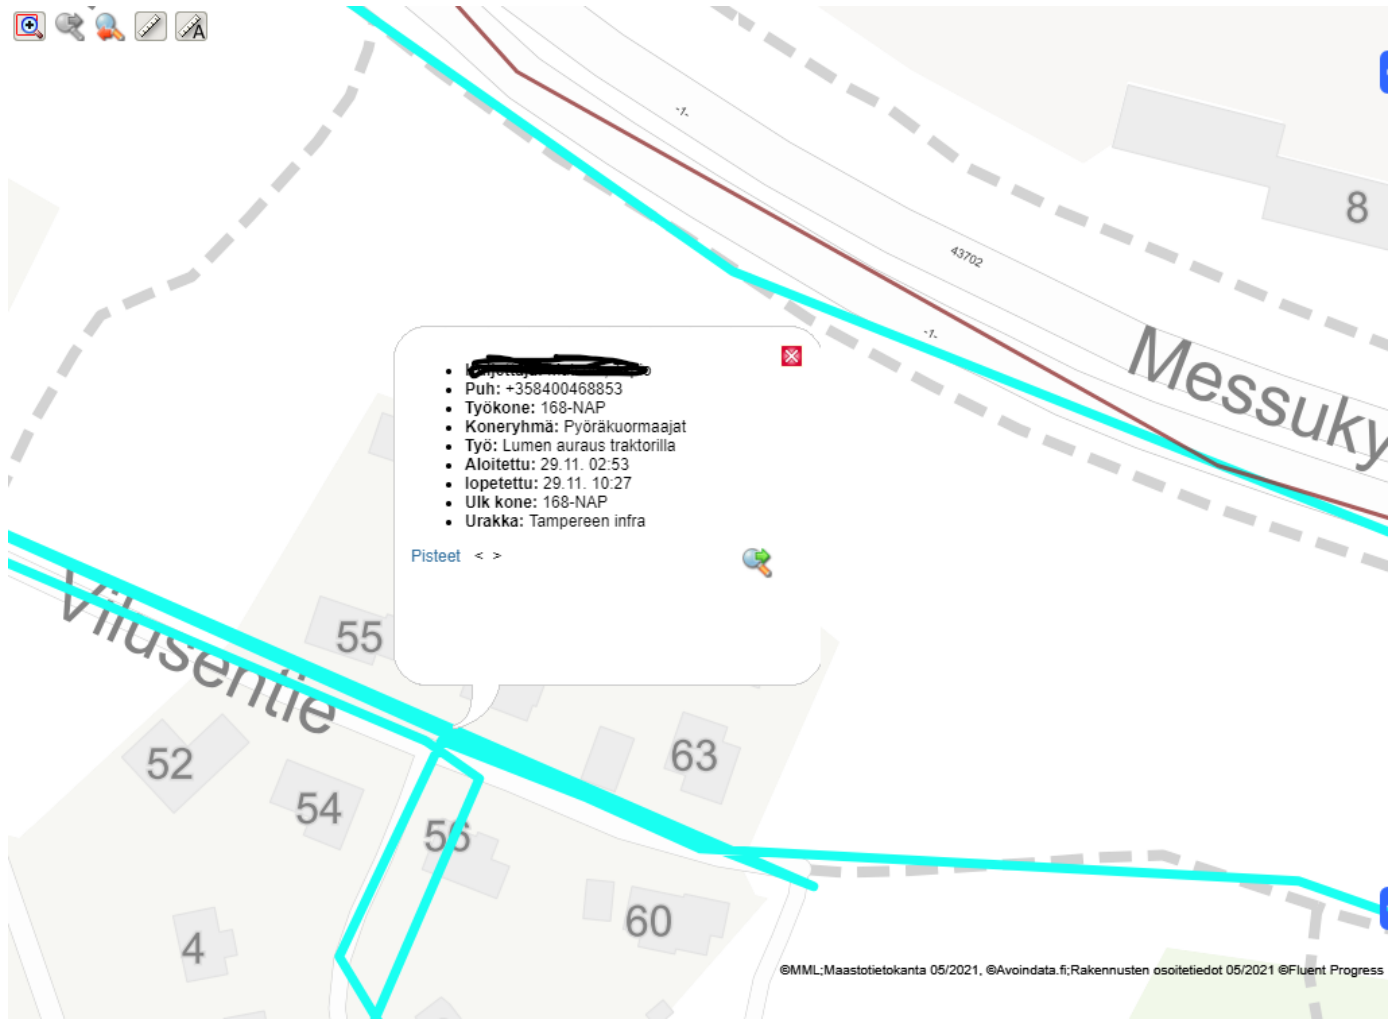 -1-
8
43702
-1-
Messuky
Puh: +358400468853
Työkone: 168-NAP
Koneryhmä: Pyöräkuormaajat
Työ: Lumen auraus traktorilla
Aloitettu: 29.11. 02:53
lopetettu: 29.11. 10:27
Ulk kone: 168-NAP
Urakka: Tampereen infra
Pisteet < >
Vilusentie
55
63
52
54
56
60
4
©MML;Maastotietokanta 05/2021, ©Avoindata.fi;Rakennusten osoitetiedot 05/2021 ©Fluent Progress